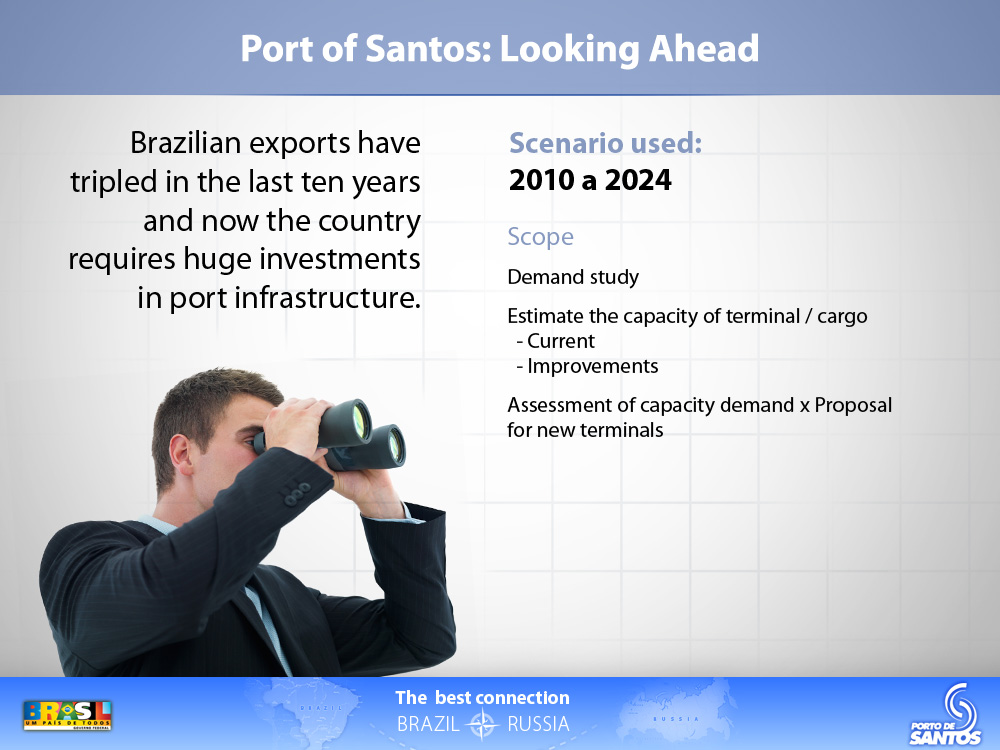 Port of Santos: Looking Ahead
Brazilian exports have
tripled in the last ten years
and now the country
requires huge investments
in port infrastructure.
Scenario used:
2010 a 2024
Scope
Demand study
Estimate the capacity of terminal / cargo
- Current
- Improvements
Assessment of capacity demand x Proposal
for new terminals
BRASIL
UM PAÍS DE TODOS
GOVERNO FEDERAL
BRAZIL
The best connection
BRAZIL RUSSIA
RUSSIA
PORTO DE
SANTOS